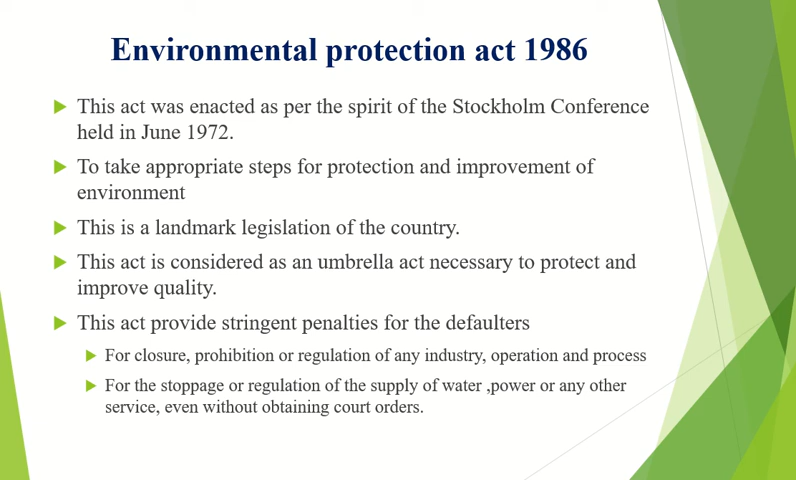 Environmental protection act 1986
This act was enacted as per the spirit of the Stockholm Conference
held in June 1972.
To take appropriate steps for protection and improvement of
environment
This is a landmark legislation of the country.
This act is considered as an umbrella act necessary to protect and
improve quality.
This act provide stringent penalties for the defaulters
For closure, prohibition or regulation of any industry, operation and process
For the stoppage or regulation of the supply of water ,power or any other
service, even without obtaining court orders.